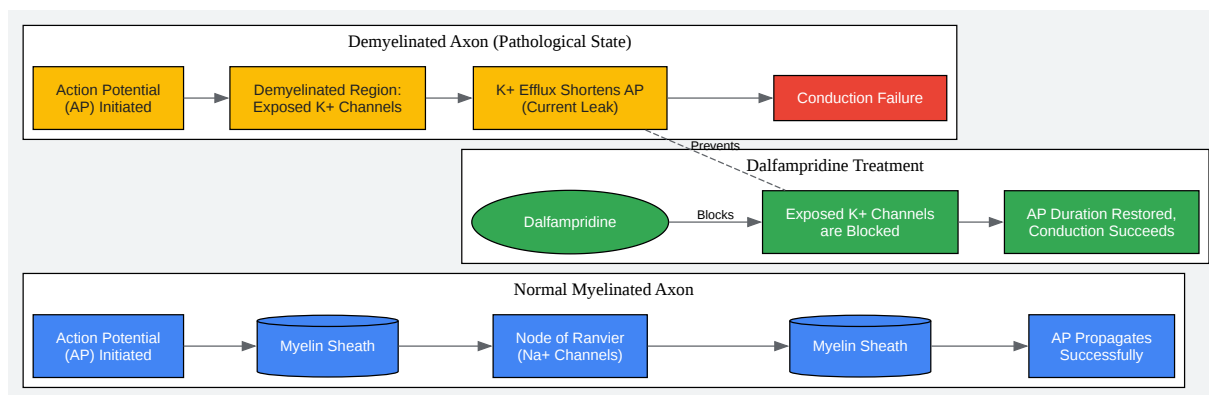 Demyelinated Axon (Pathological State)
Action Potential
(AP) Initiated
Demyelinated Region:
Exposed K+ Channels
K+ Efflux Shortens AP
(Current Leak)
Conduction Failure
Prevents
Dalfampridine Treatment
Dalfampridine
Blocks
Exposed K+ Channels
are Blocked
AP Duration Restored,
Conduction Succeeds
Normal Myelinated Axon
Action Potential
(AP) Initiated
Myelin Sheath
Node of Ranvier
(Na+ Channels)
Myelin Sheath
AP Propagates
Successfully